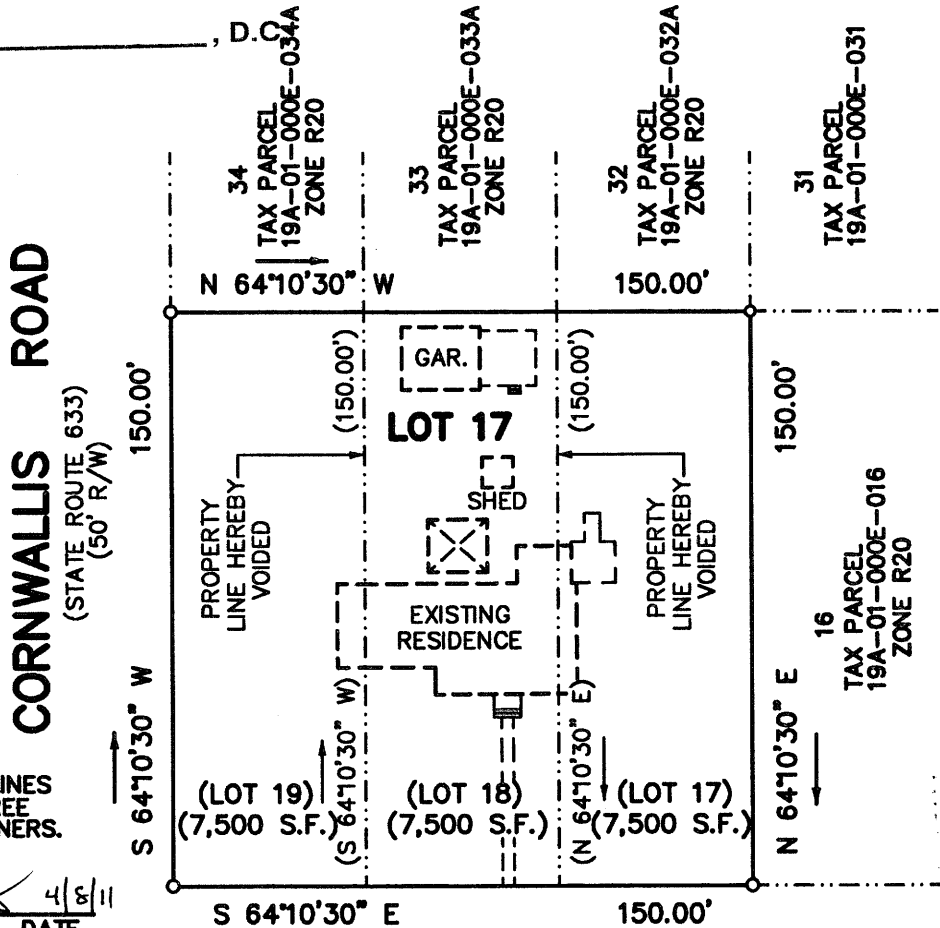 , D.C.
34
TAX PARCEL
19A-01-000E-034A
ZONE R20
33
TAX PARCEL
19A-01-000E-033A
ZONE R20
32
TAX PARCEL
19A-01-000E-032A
ZONE R20
31
TAX PARCEL
19A-01-000E-031
N 64°10'30" W
150.00'
CORNWALLIS ROAD
(STATE ROUTE 633)
(50' R/W)
S 64°10'30" W
150.00'
GAR.
(150.00')
(150.00')
LOT 17
SHED
PROPERTY
LINE HEREBY
VOIDED
PROPERTY
LINE HEREBY
VOIDED
EXISTING
RESIDENCE
150.00'
N 64°10'30" E
16
TAX PARCEL
19A-01-000E-016
ZONE R20
(S 64°10'30" W)
(N 64°10'30" E)
(LOT 19)
(7,500 S.F.)
(LOT 18)
(7,500 S.F.)
(LOT 17)
(7,500 S.F.)
LINES
REE
NERS.
4/8/11
DATE
S 64°10'30" E
150.00'